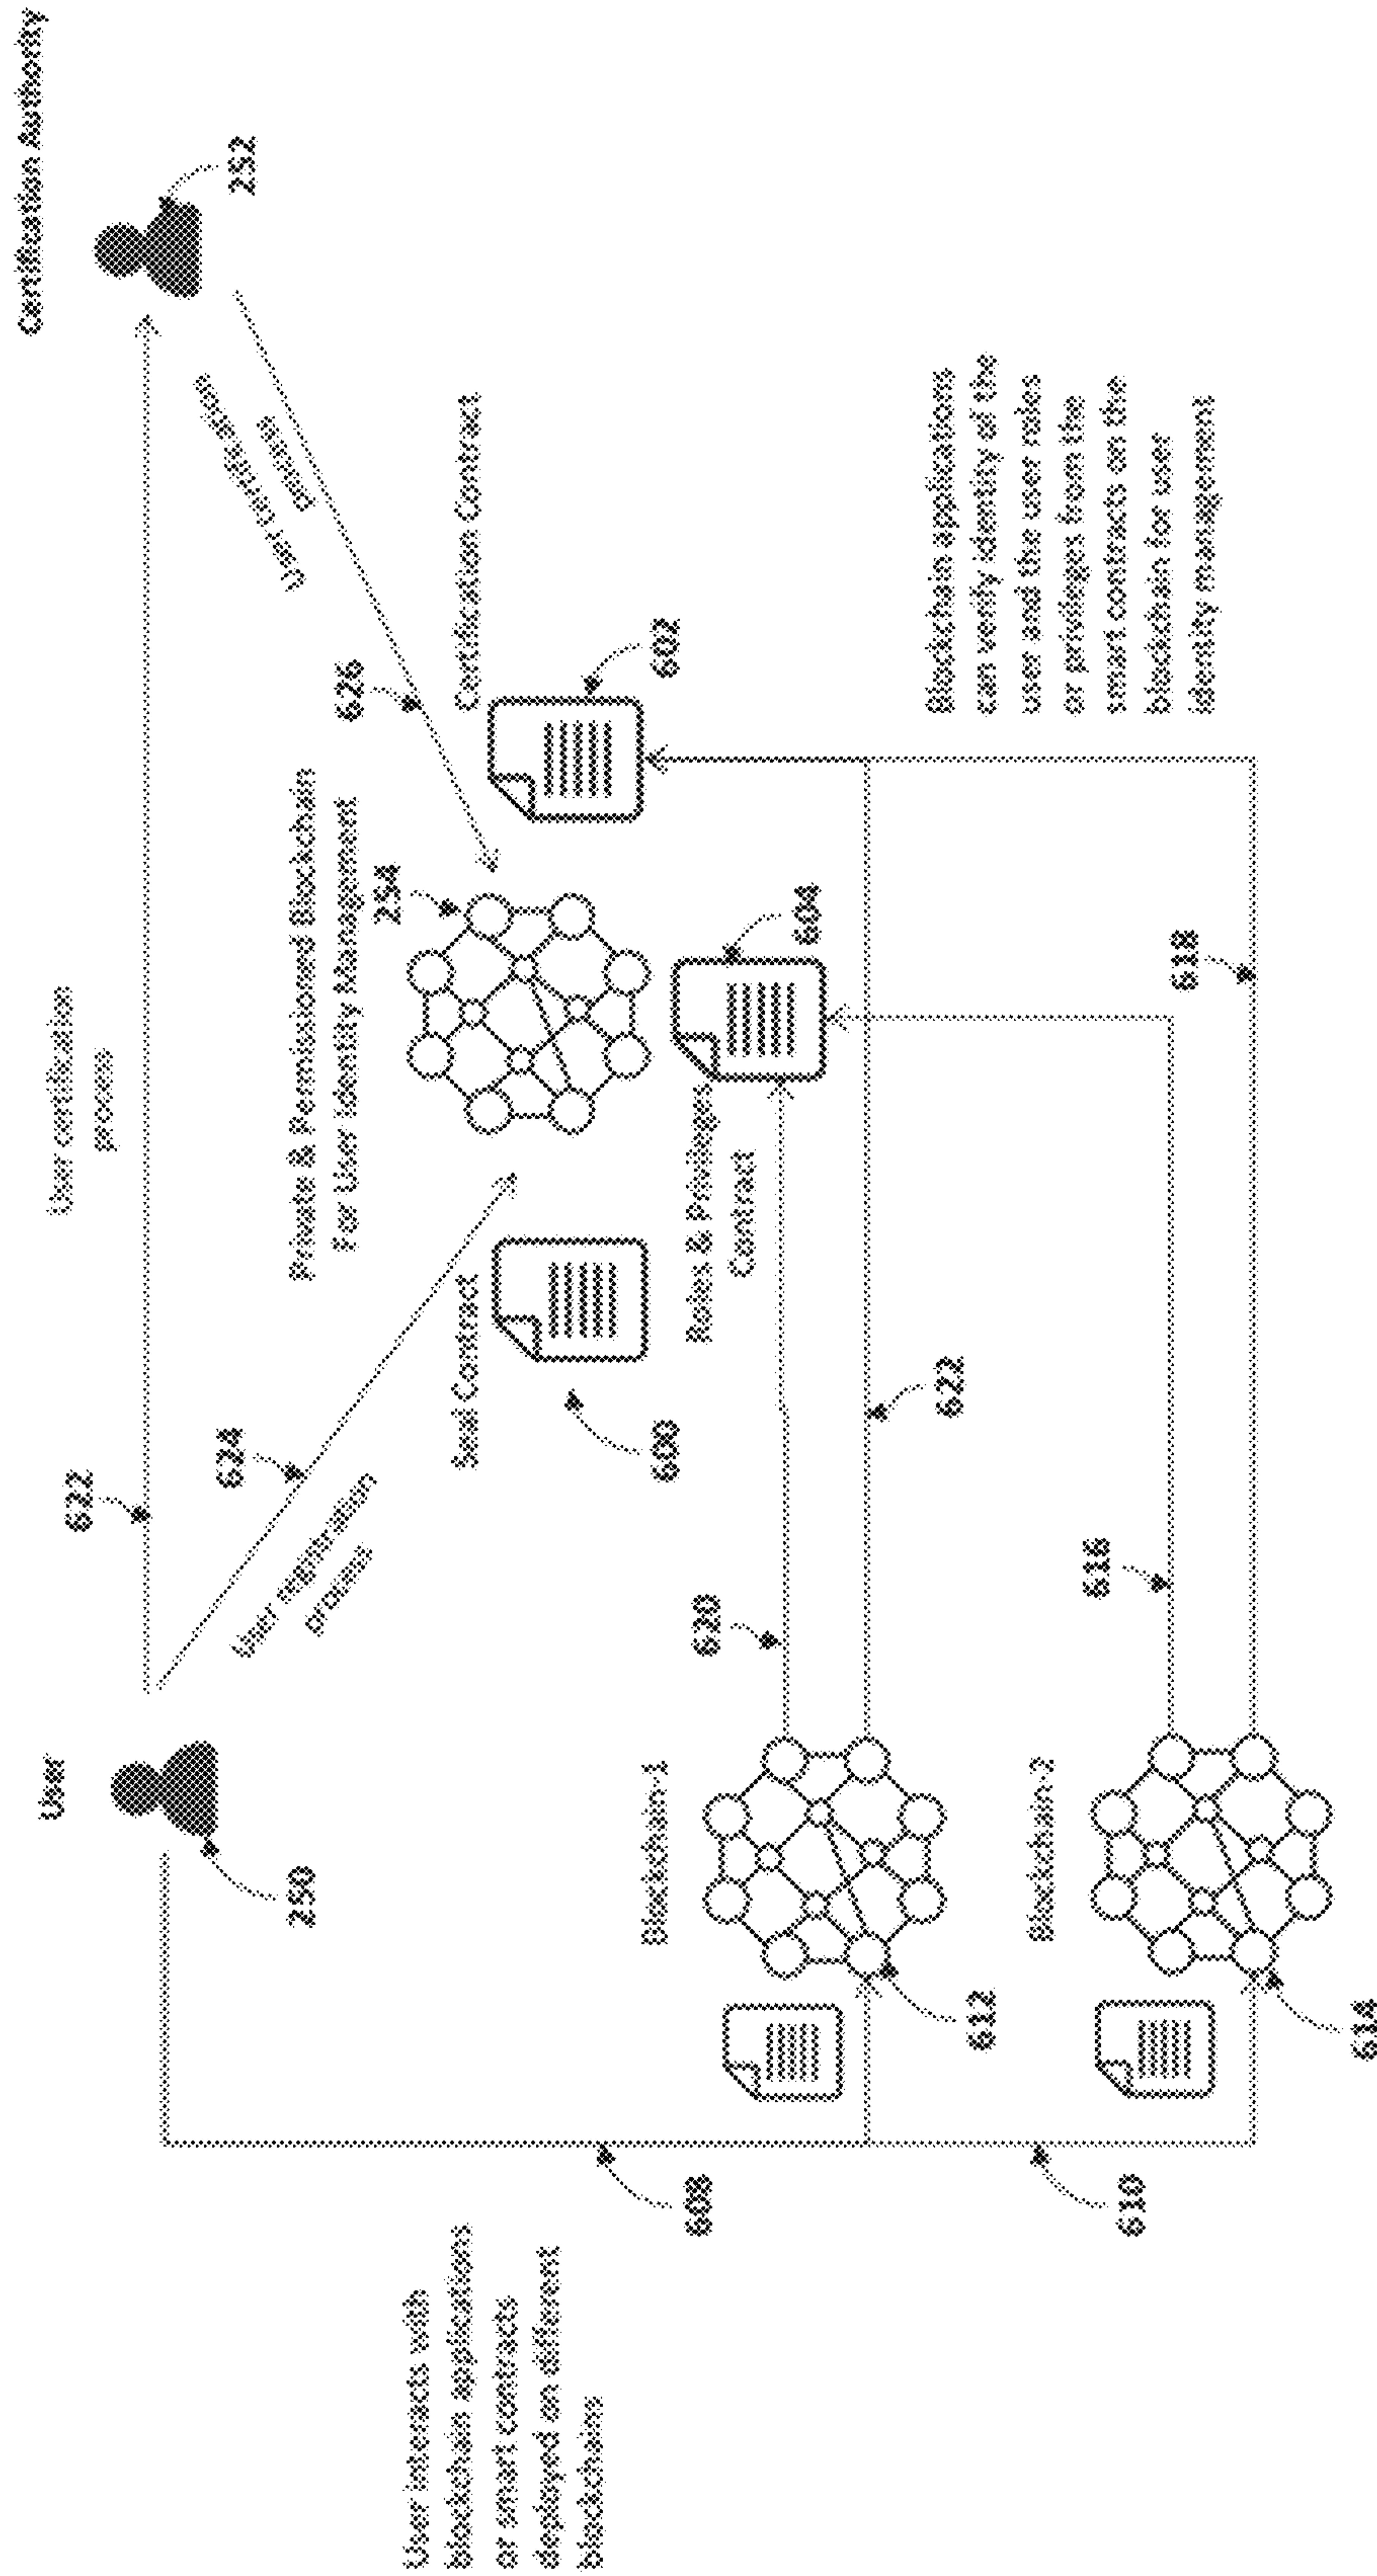 User
250
User certification
process
622
Certification Authority
252
624
User registration
process
Private & Permissioned Blockchain
For User Identity Management
254
626
User certification
process
Seal Contract
600
Certification Contract
602
Roles & Privileges
Contract
604
User interacts with
blockchain applications
or smart contracts
deployed on different
blockchains
608
610
Blockchain-1
612
620
622
Blockchain-2
614
616
618
Blockchain applications
can verify identity of the
user and the user roles
or privileges from the
smart contracts on the
blockchain for user
identity management